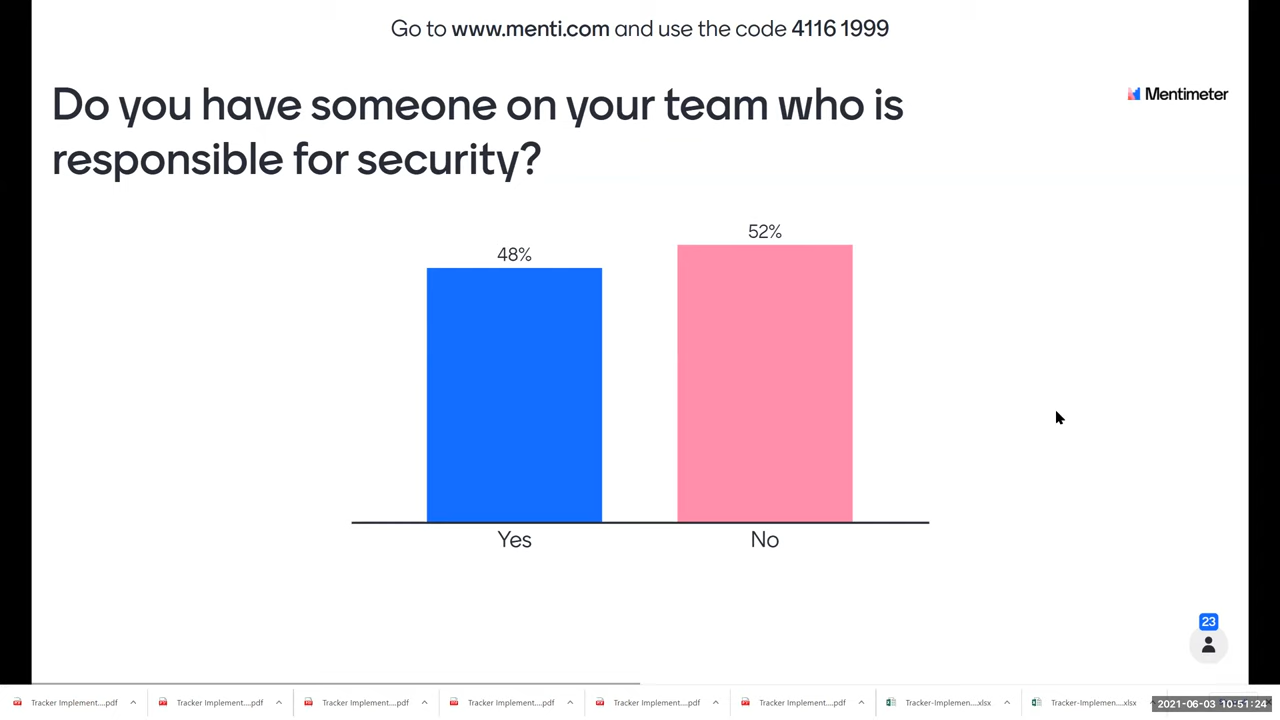 Go to www.menti.com and use the code 4116 1999
Do you have someone on your team who is
responsible for security?
Mentimeter
48%
52%
Yes
No
23
Tracker Implement....pdf
Tracker Implement....pdf
Tracker Implement....pdf
Tracker Implement....pdf
Tracker Implement....pdf
Tracker Implement....pdf
Tracker-Implemen...xlsx
Tracker-Implemen...xlsx
2021-06-03 10:51:24